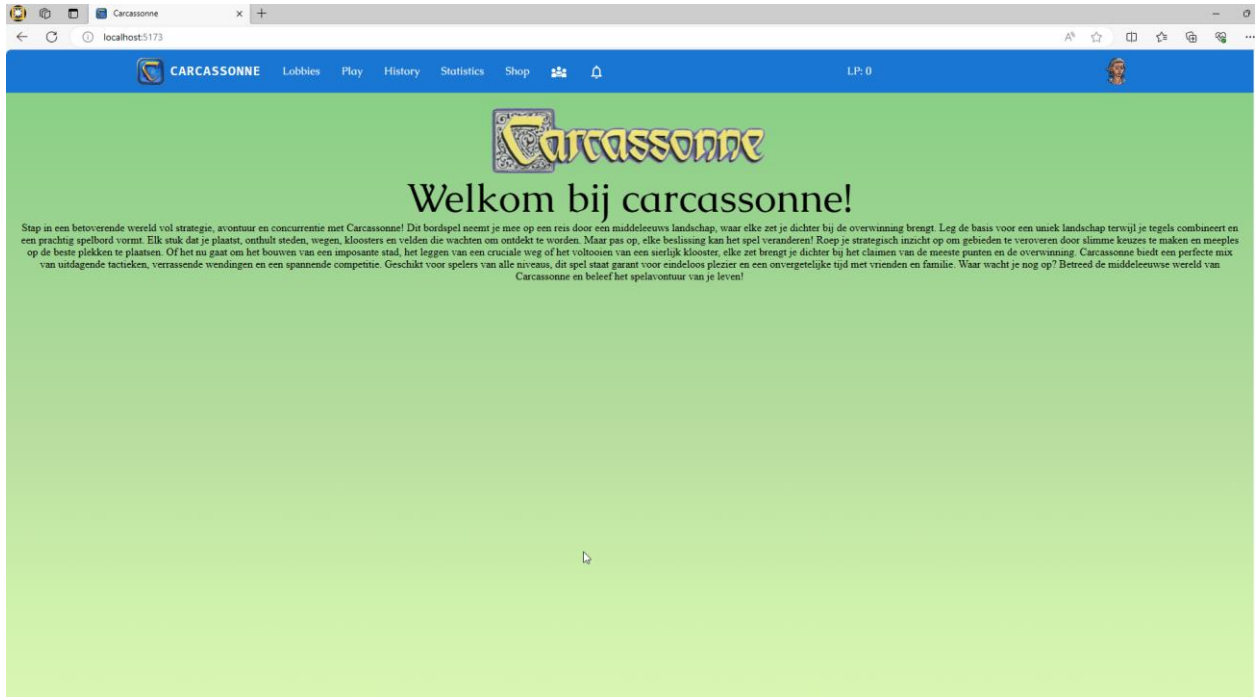 Carcassonne
localhost:5173
CARCASSONNE Lobbies Play History Statistics Shop LP: 0
Carcassonne
Welkom bij carcassonne!
Stap in een betoverende wereld vol strategie, avontuur en concurrentie met Carcassonne! Dit bordspel neemt je mee op een reis door een middeleeuws landschap, waar elke zet je dichter bij de overwinning brengt. Leg de basis voor een uniek landschap terwijl je tegels combineert en
een prachtig spelbord vormt. Elk stuk dat je plaatst, onthult steden, wegen, kloosters en velden die wachten om ontdekt te worden. Maar pas op, elke beslissing kan het spel veranderen! Roep je strategisch inzicht op om gebieden te veroveren door slimme keuzes te maken en meeples
op de beste plekken te plaatsen. Of het nu gaat om het bouwen van een imposante stad, het leggen van een cruciale weg of het voltooien van een sierlijk klooster, elke zet brengt je dichter bij het claimen van de meeste punten en de overwinning. Carcassonne biedt een perfecte mix
van uitdagende tactieken, verrassende wendingen en een spannende competitie. Geschikt voor spelers van alle niveaus, dit spel staat garant voor eindeloos plezier en een onvergetelijke tijd met vrienden en familie. Waar wacht je nog op? Betreed de middeleeuwse wereld van
Carcassonne en beleef het spelavontuur van je leven!